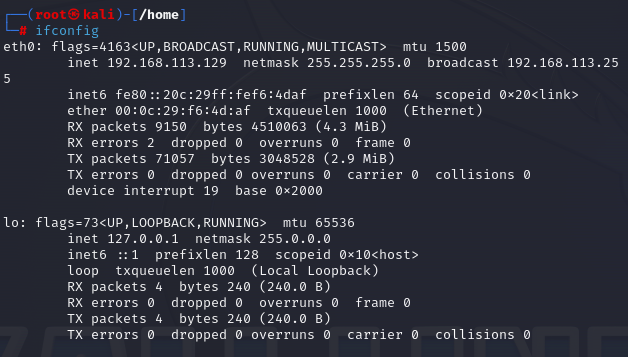 ┌──(root㉿kali)-[/home]
└─# ifconfig
eth0: flags=4163<UP,BROADCAST,RUNNING,MULTICAST>  mtu 1500
        inet 192.168.113.129  netmask 255.255.255.0  broadcast 192.168.113.25
5
        inet6 fe80::20c:29ff:fef6:4daf  prefixlen 64  scopeid 0×20<link>
        ether 00:0c:29:f6:4d:af  txqueuelen 1000  (Ethernet)
        RX packets 9150  bytes 4510063 (4.3 MiB)
        RX errors 2  dropped 0  overruns 0  frame 0
        TX packets 71057  bytes 3048528 (2.9 MiB)
        TX errors 0  dropped 0 overruns 0  carrier 0  collisions 0
        device interrupt 19  base 0×2000

lo: flags=73<UP,LOOPBACK,RUNNING>  mtu 65536
        inet 127.0.0.1  netmask 255.0.0.0
        inet6 ::1  prefixlen 128  scopeid 0×10<host>
        loop  txqueuelen 1000  (Local Loopback)
        RX packets 4  bytes 240 (240.0 B)
        RX errors 0  dropped 0  overruns 0  frame 0
        TX packets 4  bytes 240 (240.0 B)
        TX errors 0  dropped 0 overruns 0  carrier 0  collisions 0